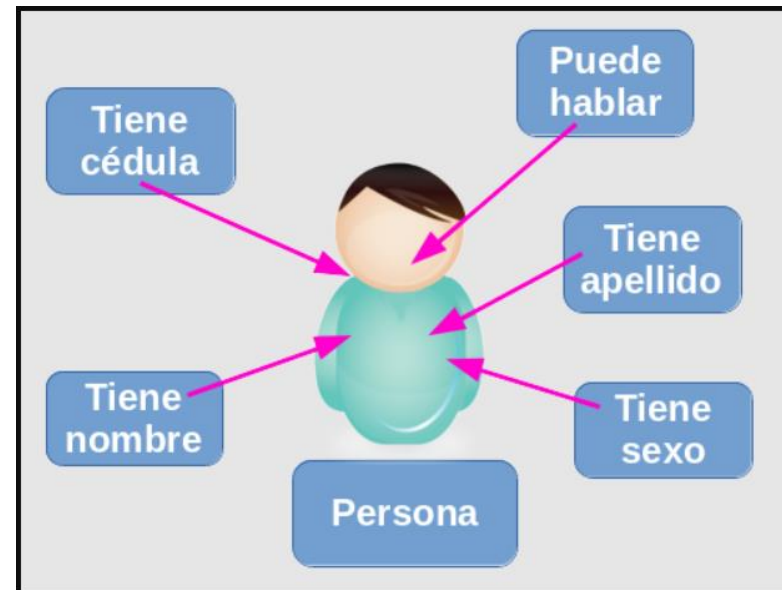 Puede
hablar
Tiene
cédula
Tiene
apellido
Tiene
nombre
Tiene
sexo
Persona